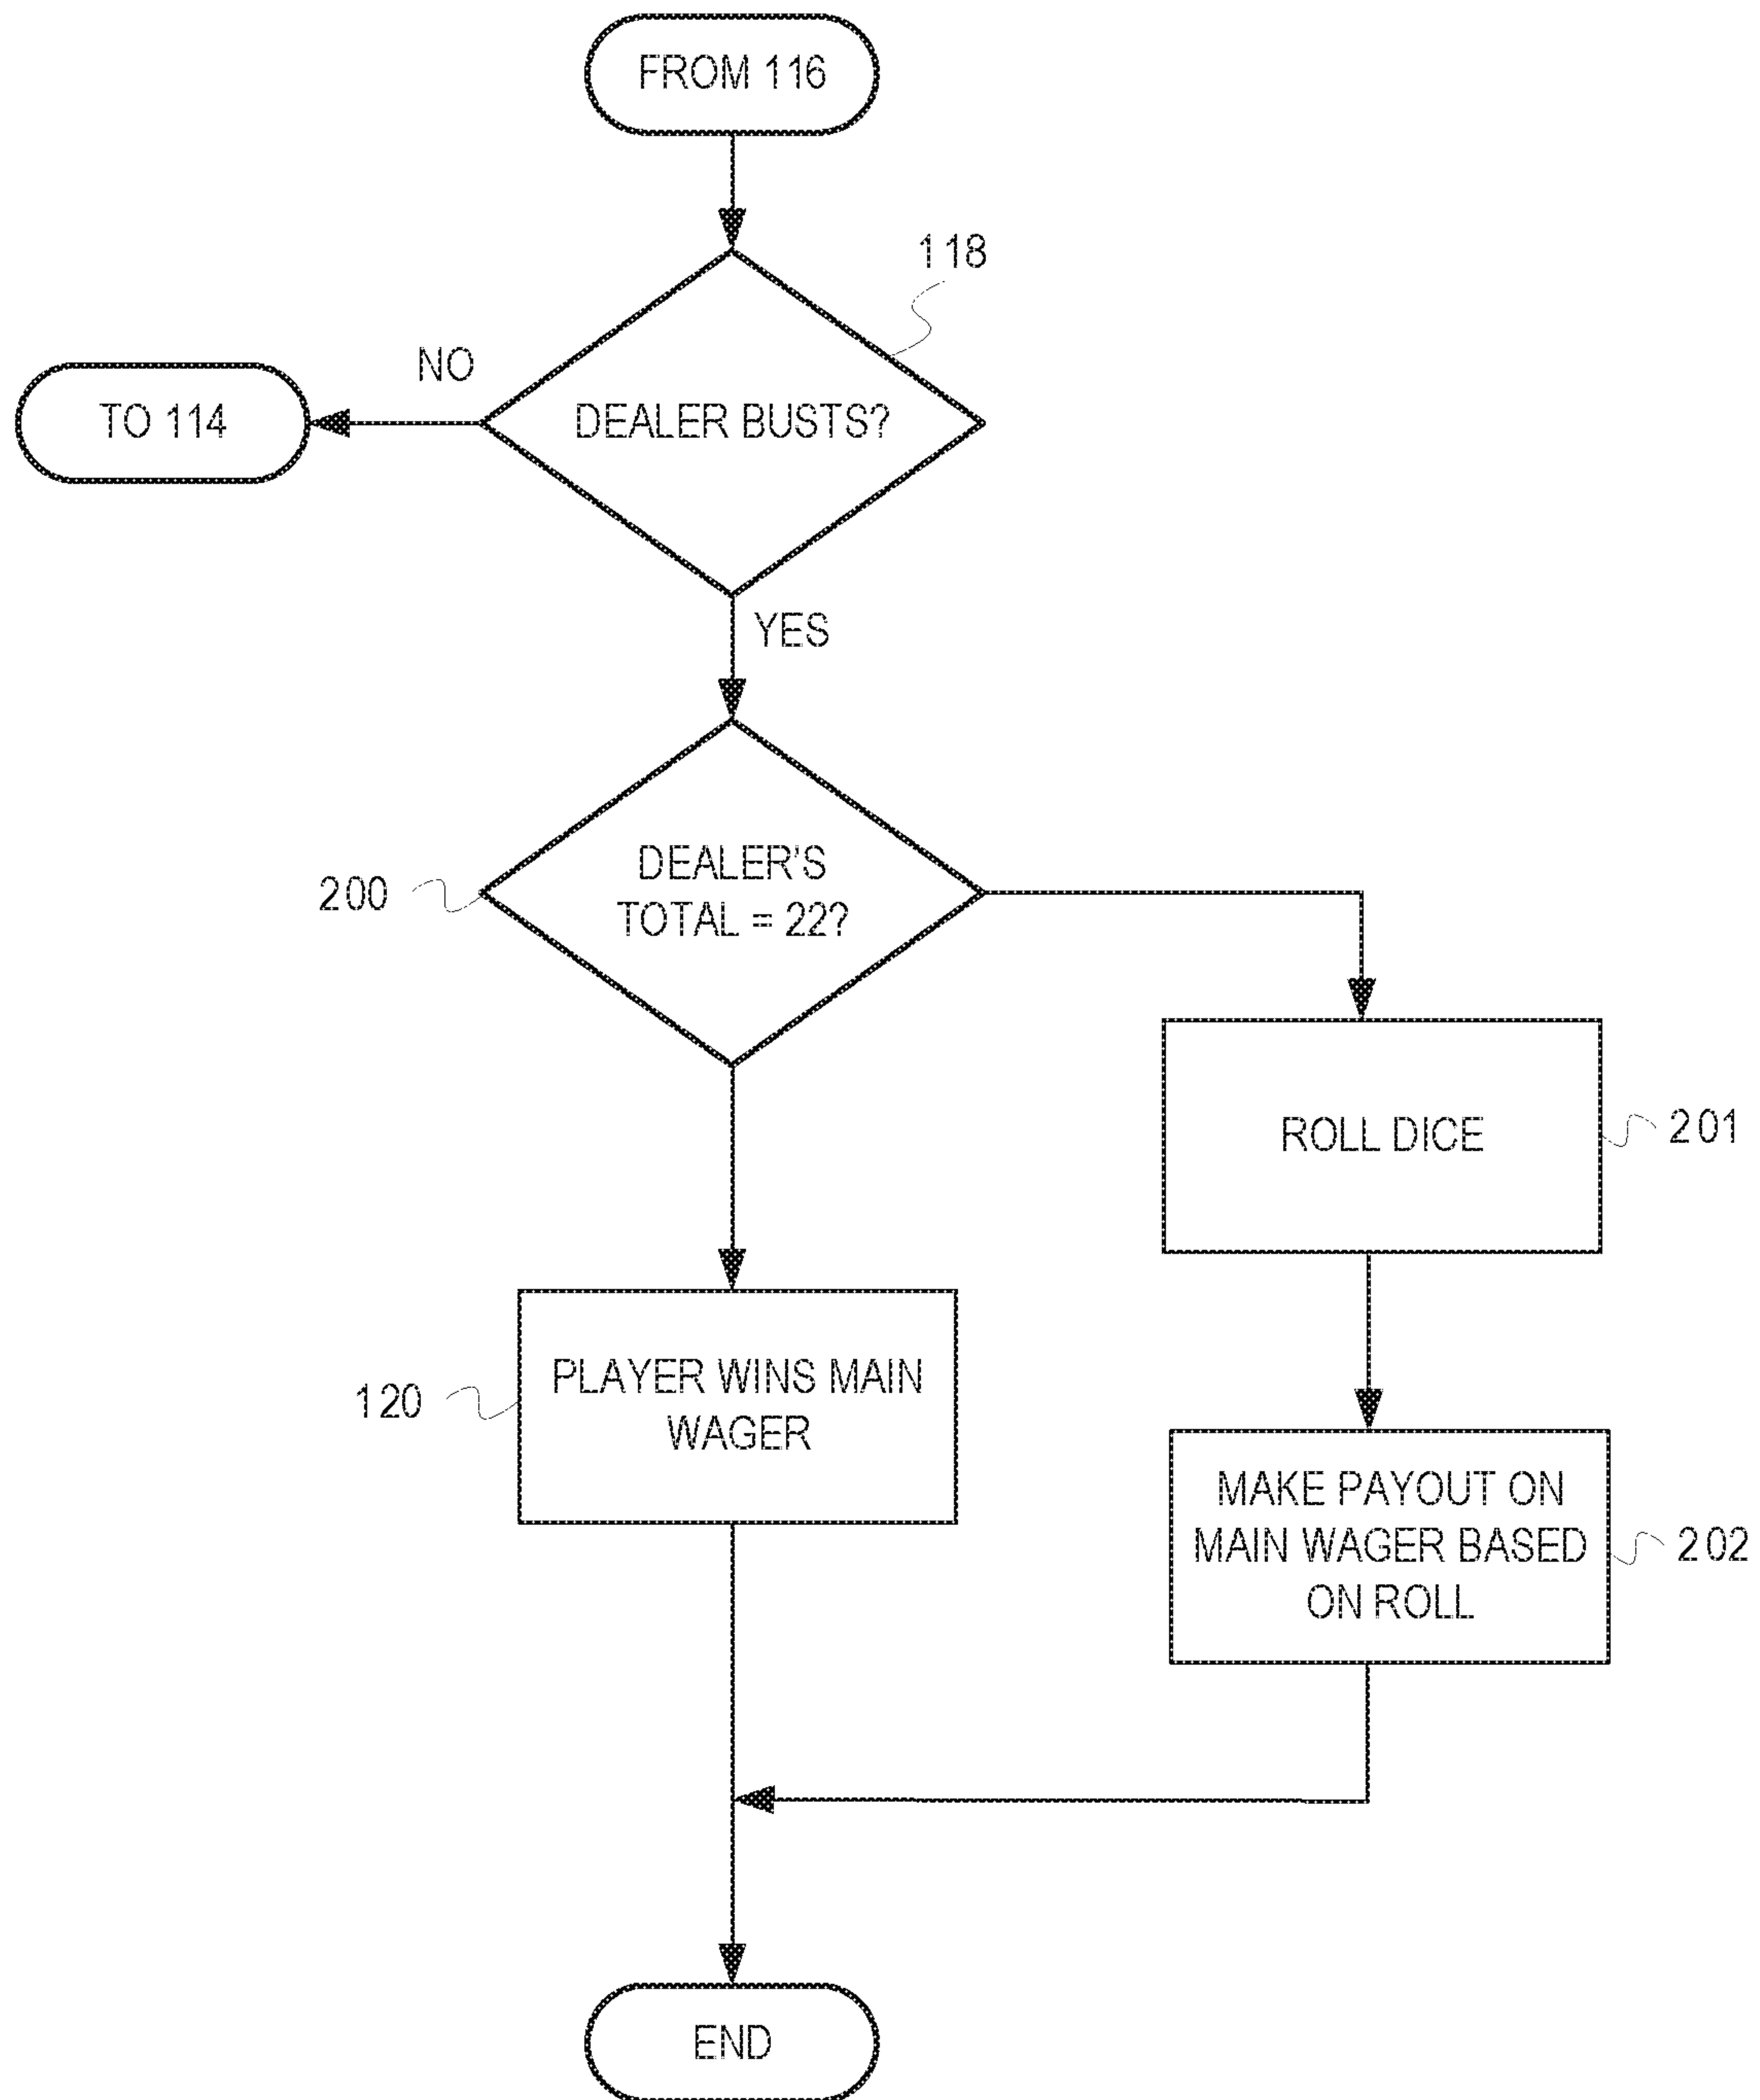 FROM 116
118
NO
TO 114
DEALER BUSTS?
YES
200
DEALER'S
TOTAL = 22?
ROLL DICE
201
120
PLAYER WINS MAIN
WAGER
MAKE PAYOUT ON
MAIN WAGER BASED
ON ROLL
202
END